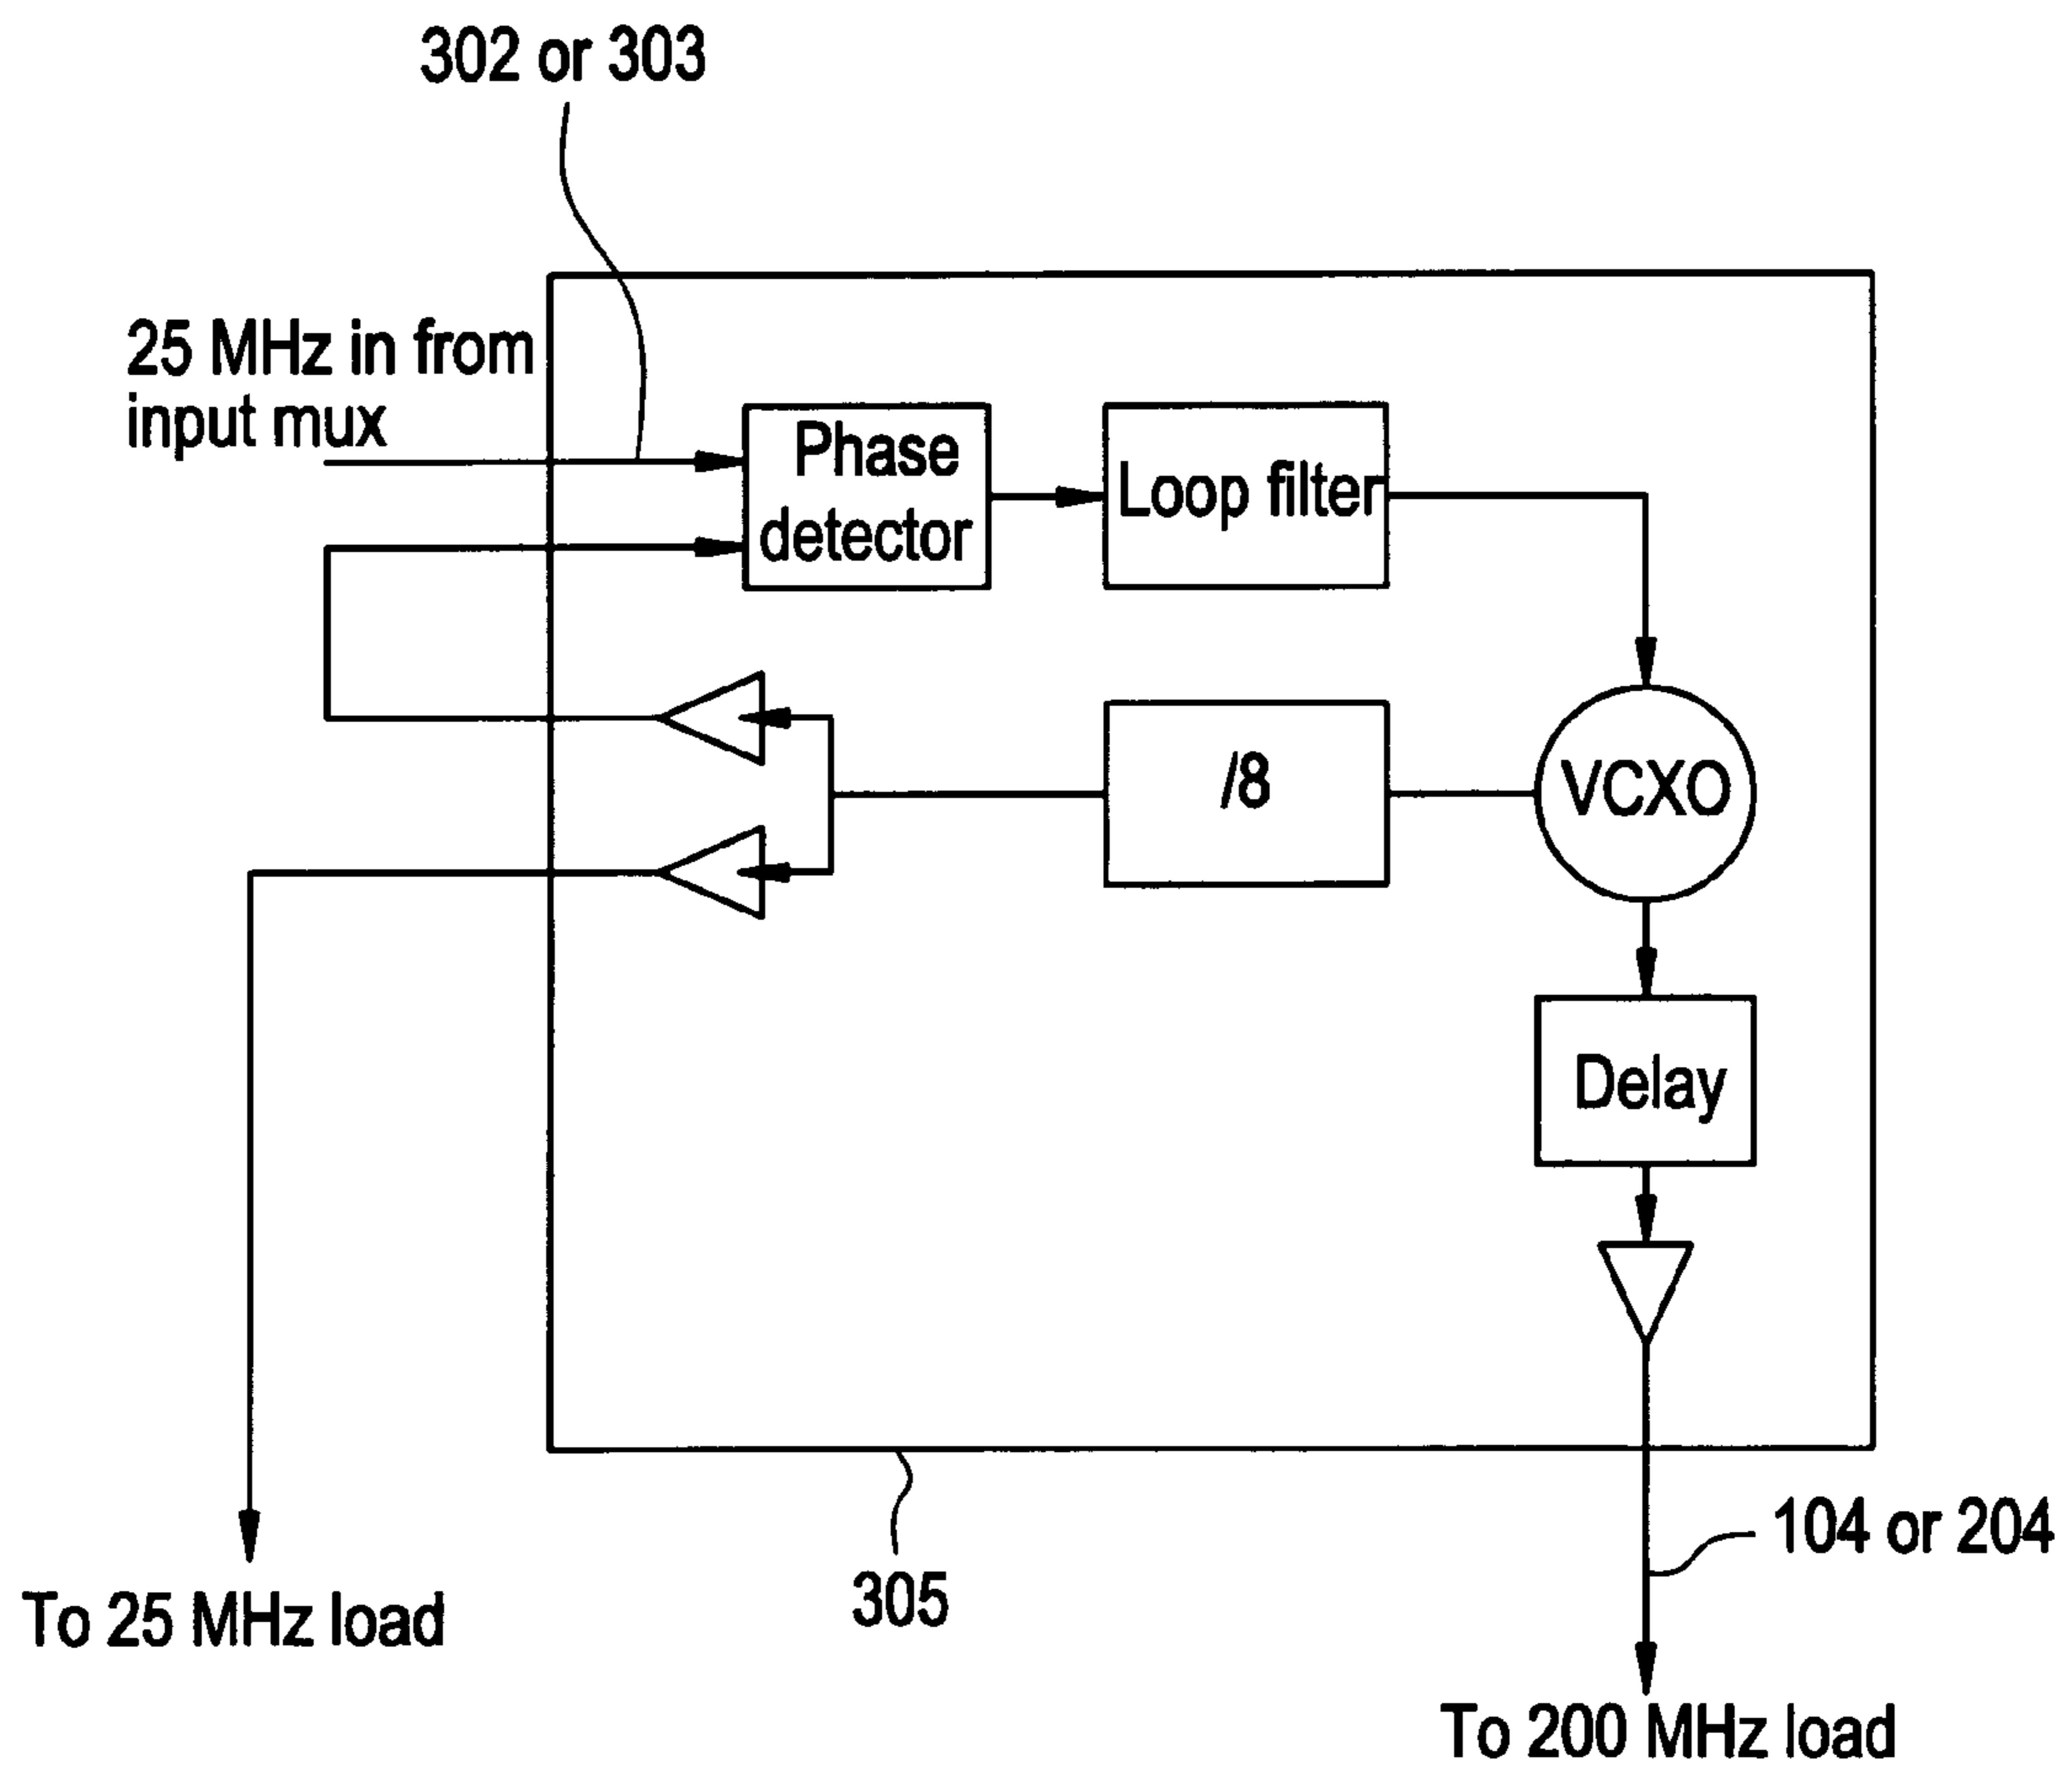 302 or 303
25 MHz in from
input mux
Phase
detector
Loop filter
/8
VCXO
Delay
104 or 204
305
To 25 MHz load
To 200 MHz load